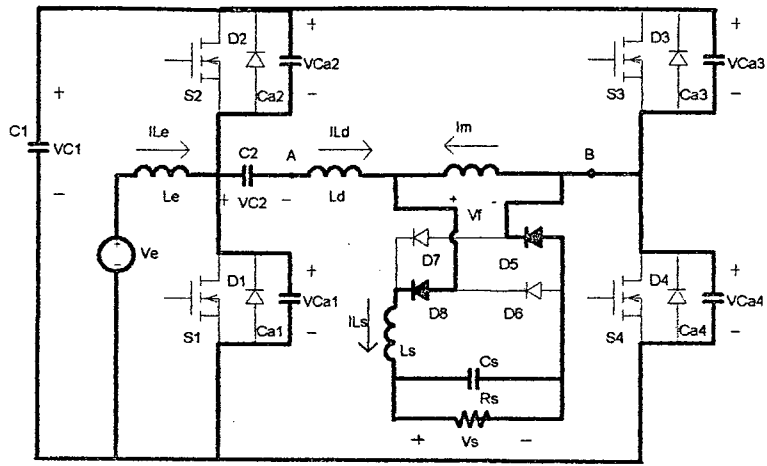 D2
+
VCa2
S2
Ca2
−
D3
+
VCa3
S3
Ca3
−
C1
+
VC1
−
ILe
Le
C2
A
+ VC2 −
ILd
Ld
Im
B
+ −
Vf
Ve
+
−
D7
D5
D8
D6
D1
+
VCa1
S1
Ca1
−
D4
+
VCa4
S4
Ca4
−
ILs
Ls
Cs
Rs
+ Vs −